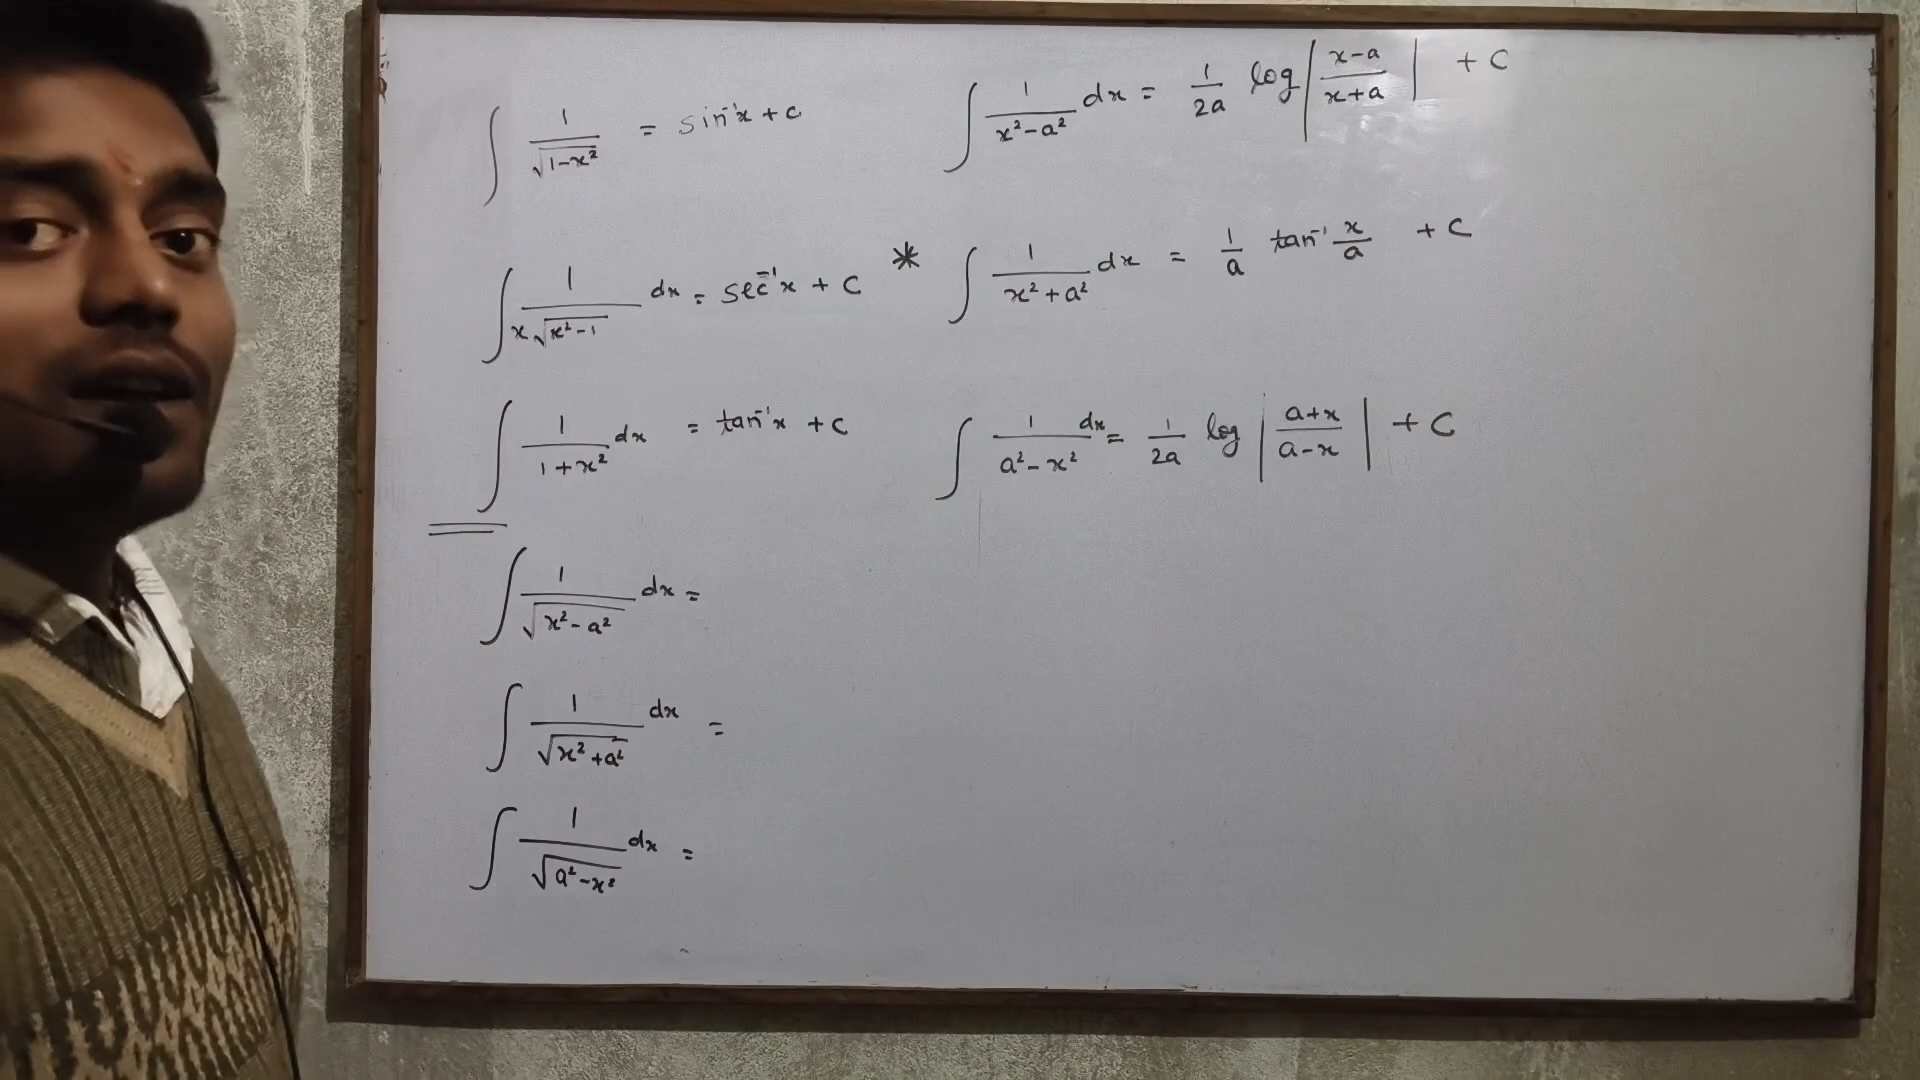 ∫ 1/√(1-x²) = sin⁻¹x + c
∫ 1/(x√(x²-1)) dx = sec⁻¹x + C
∫ 1/(1+x²) dx = tan⁻¹x + C
∫ 1/√(x²-a²) dx =
∫ 1/√(x²+a²) dx =
∫ 1/√(a²-x²) dx =
∫ 1/(x²-a²) dx = 1/2a log |(x-a)/(x+a)| + C
* ∫ 1/(x²+a²) dx = 1/a tan⁻¹ x/a + C
∫ 1/(a²-x²) dx = 1/2a log |(a+x)/(a-x)| + C